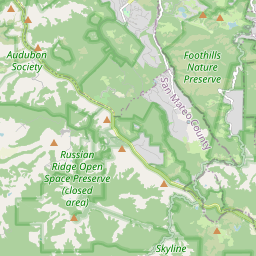 Audubon
Society
Foothills
Nature
Preserve
San Mateo County
Russian
Ridge Open
Space Preserve
(closed
area)
Skyline